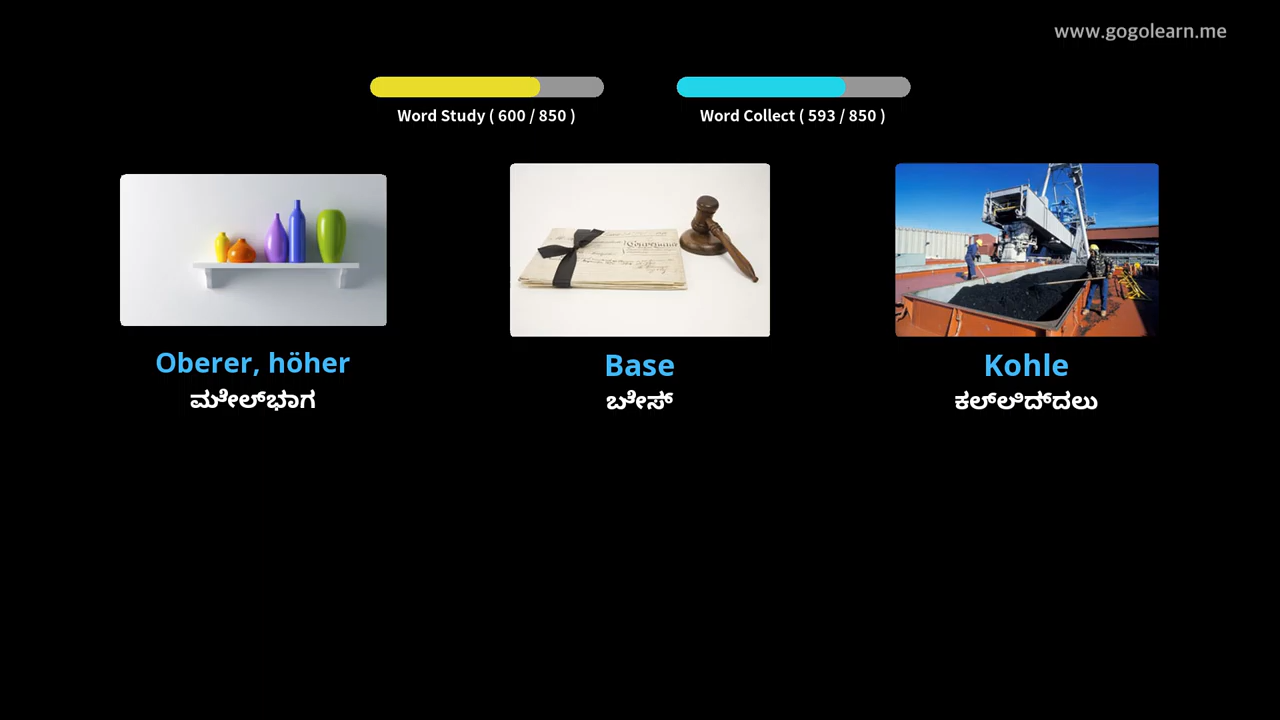 www.gogolearn.me
Word Study ( 600 / 850 )
Word Collect ( 593 / 850 )
Oberer, höher
ಮೇಲ್ಭಾಗ
Base
ಬೇಸ್
Kohle
ಕಲ್ಲಿದ್ದಲು